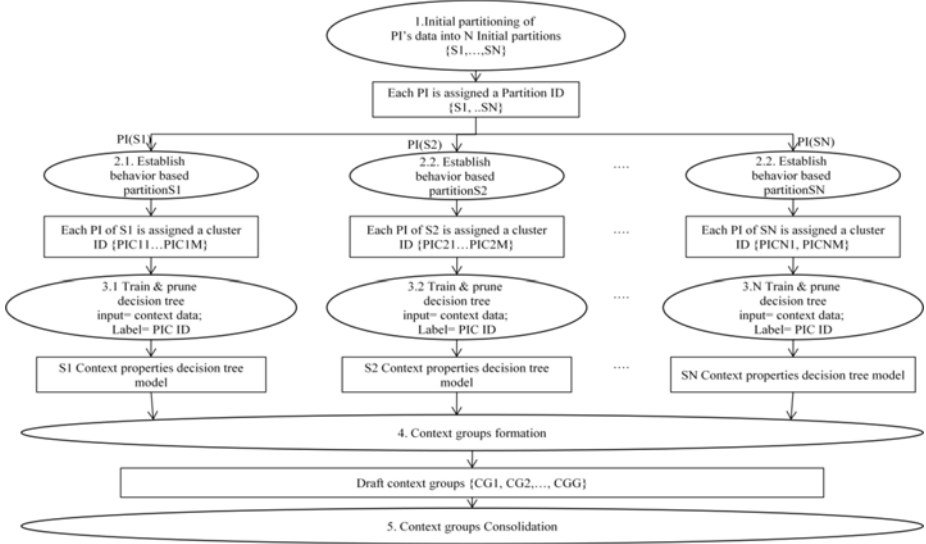 1.Initial partitioning of
PI's data into N Initial partitions
{S1,...,SN}
Each PI is assigned a Partition ID
{S1, ..SN}
PI(S1)
PI(S2)
PI(SN)
2.1. Establish
behavior based
partitionS1
2.2. Establish
behavior based
partitionS2
....
2.2. Establish
behavior based
partitionSN
Each PI of S1 is assigned a cluster
ID {PIC11...PIC1M}
Each PI of S2 is assigned a cluster
ID {PIC21...PIC2M}
....
Each PI of SN is assigned a cluster
ID {PICN1, PICNM}
3.1 Train & prune
decision tree
input= context data;
Label= PIC ID
3.2 Train & prune
decision tree
input= context data;
Label= PIC ID
....
3.N Train & prune
decision tree
input= context data;
Label= PIC ID
S1 Context properties decision tree
model
S2 Context properties decision tree
model
....
SN Context properties decision tree model
4. Context groups formation
Draft context groups {CG1, CG2,..., CGG}
5. Context groups Consolidation